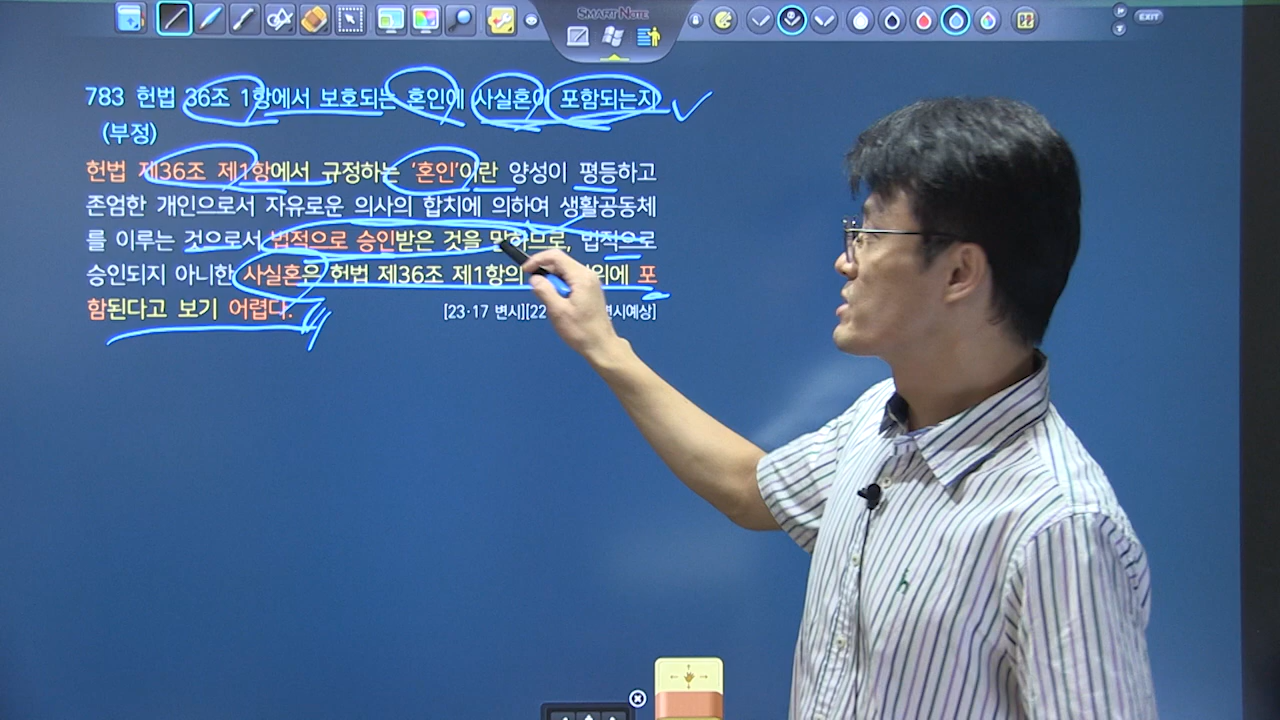 SMART NOTE
EXIT
783 헌법 36조 1항에서 보호되는 혼인에 사실혼이 포함되는지
(부정)
헌법 제36조 제1항에서 규정하는 ‘혼인’이란 양성이 평등하고
존엄한 개인으로서 자유로운 의사의 합치에 의하여 생활공동체
를 이루는 것으로서 법적으로 승인받은 것을 말하므로, 법적으로
승인되지 아니한 사실혼은 헌법 제36조 제1항의 위에 포
함된다고 보기 어렵다.
[23·17 변시][22 변시예상]